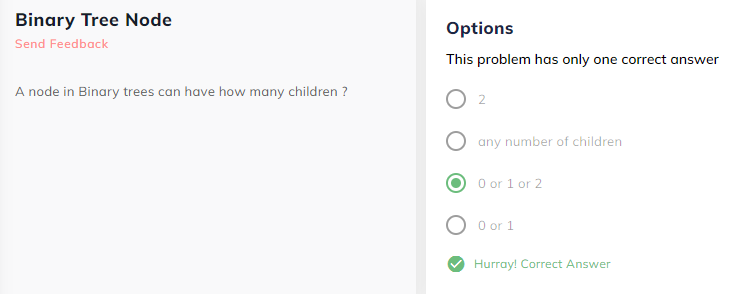 Binary Tree Node
Send Feedback
A node in Binary trees can have how many children ?
Options
This problem has only one correct answer
2
any number of children
0 or 1 or 2
0 or 1
Hurray! Correct Answer